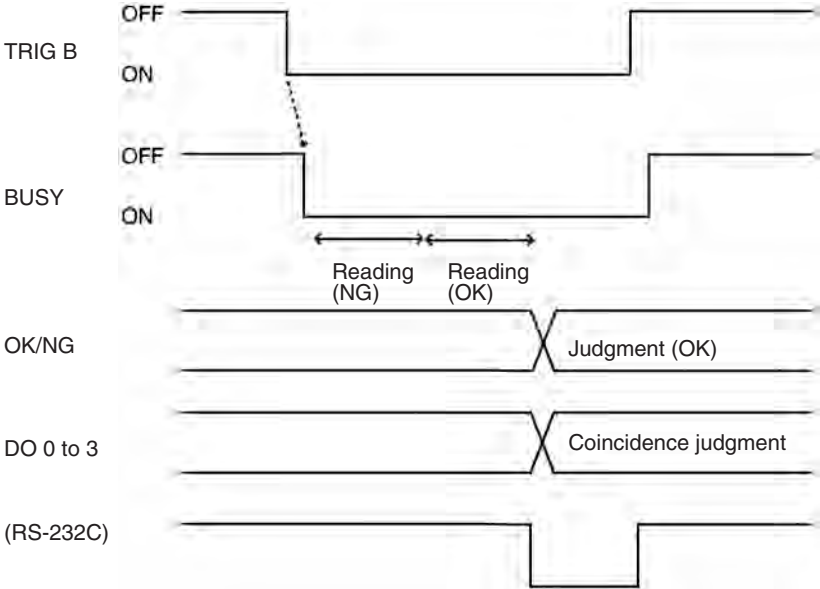 OFF
TRIG B
ON
OFF
BUSY
ON
Reading Reading
(NG) (OK)
OK/NG Judgment (OK)
DO 0 to 3 Coincidence judgment
(RS-232C)